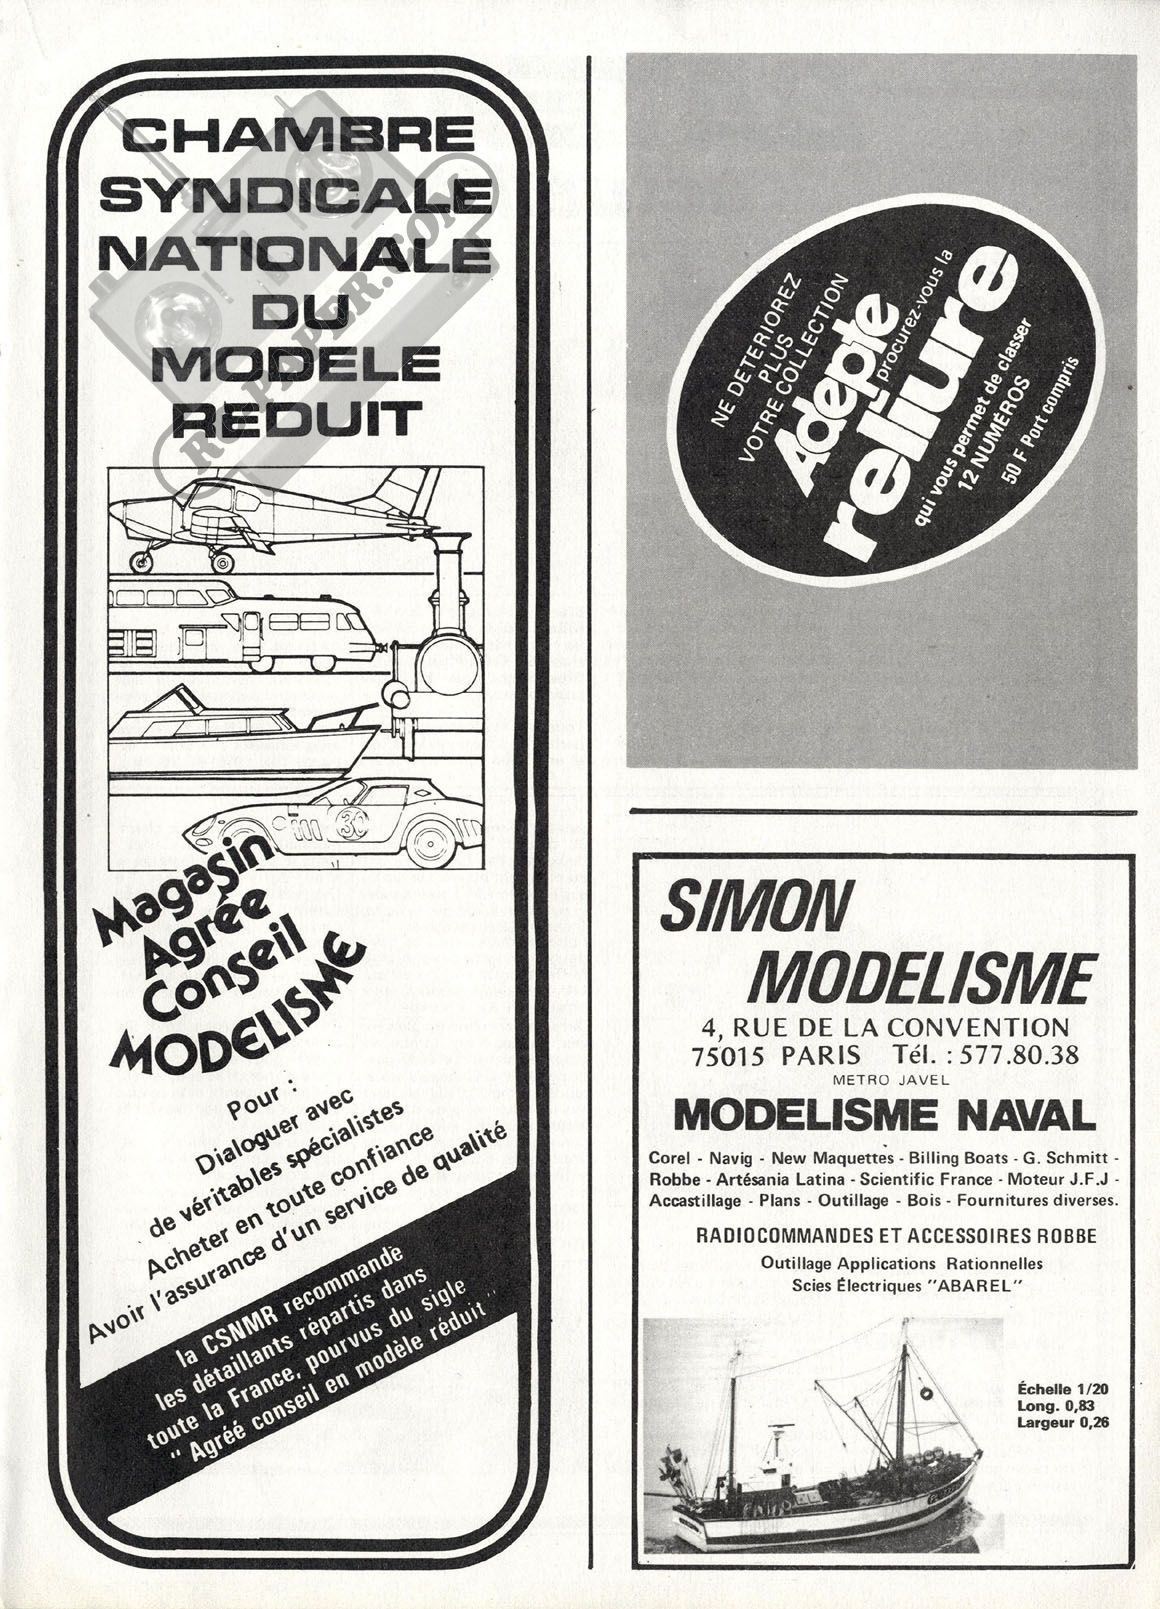 CHAMBRE
SYNDICALE
NATIONALE
DU
MODELE
REDUIT
RCPAPER.COM
30
Magasin
Agrée
Conseil
MODELISME
Pour :
Dialoguer avec
de véritables spécialistes
Acheter en toute confiance
Avoir l'assurance d'un service de qualité
la CSNMR recommande
les détaillants répartis dans
toute la France, pourvus du sigle
" Agréé conseil en modèle réduit "
NE DETERIOREZ
PLUS
VOTRE COLLECTION
Adepte
procurez-vous la
reliure
qui vous permet de classer
12 NUMÉROS
50 F Port compris
SIMON
MODELISME
4, RUE DE LA CONVENTION
75015 PARIS Tél. : 577.80.38
METRO JAVEL
MODELISME NAVAL
Corel - Navig - New Maquettes - Billing Boats - G. Schmitt -
Robbe - Artésania Latina - Scientific France - Moteur J.F.J -
Accastillage - Plans - Outillage - Bois - Fournitures diverses.
RADIOCOMMANDES ET ACCESSOIRES ROBBE
Outillage Applications Rationnelles
Scies Électriques "ABAREL"
Échelle 1/20
Long. 0,83
Largeur 0,26